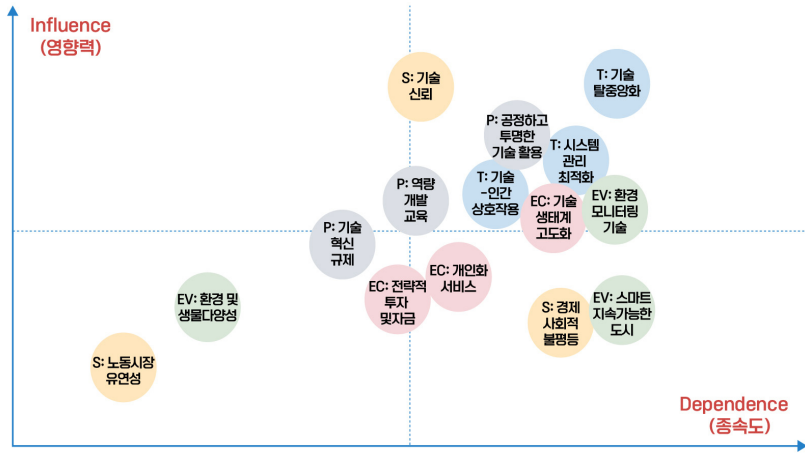 Influence
(영향력)
S: 기술
신뢰
T: 기술
탈중앙화
P: 공정하고
투명한
기술 활용
T: 시스템
관리
최적화
P: 역량
개발
교육
T: 기술
-인간
상호작용
EC: 기술
생태계
고도화
EV: 환경
모니터링
기술
P: 기술
혁신
규제
EC: 전략적
투자
및자금
EC: 개인화
서비스
EV: 환경 및
생물다양성
S: 경제
사회적
불평등
EV: 스마트
지속가능한
도시
S: 노동시장
유연성
Dependence
(종속도)